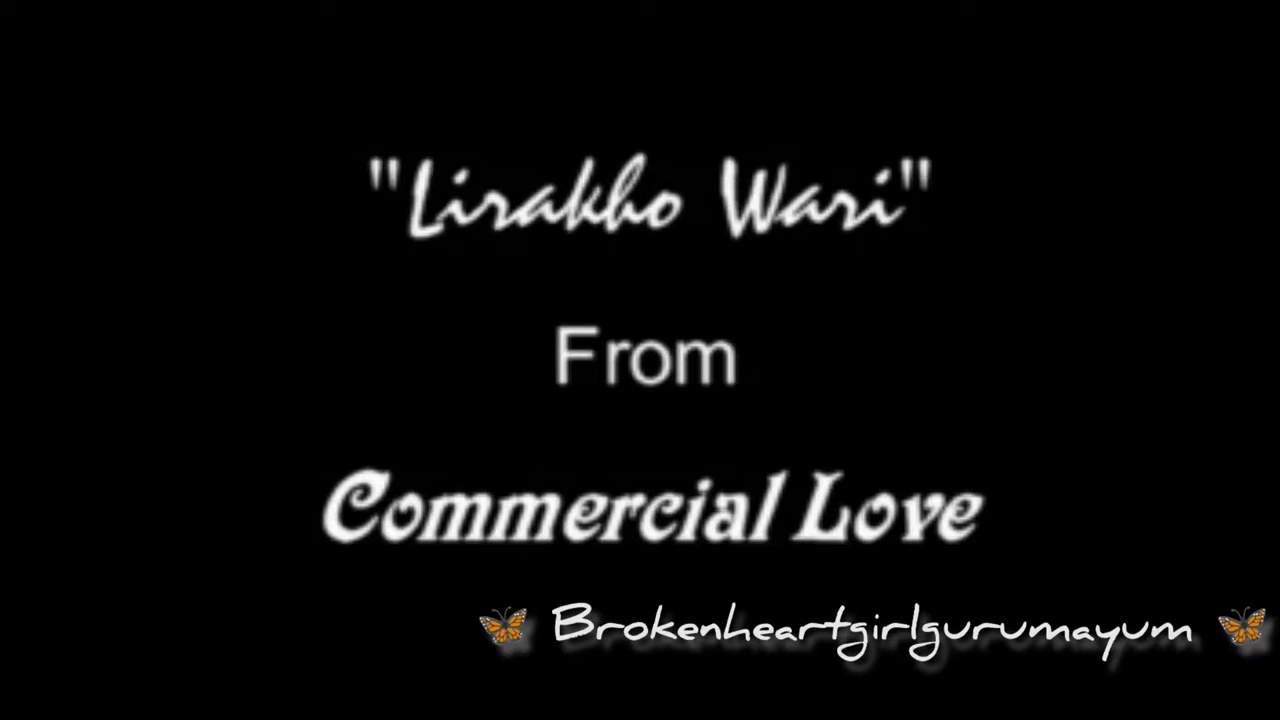 "Lirakho Wari"
From
Commercial Love
🦋 Brokenheartgirlgurumayum 🦋